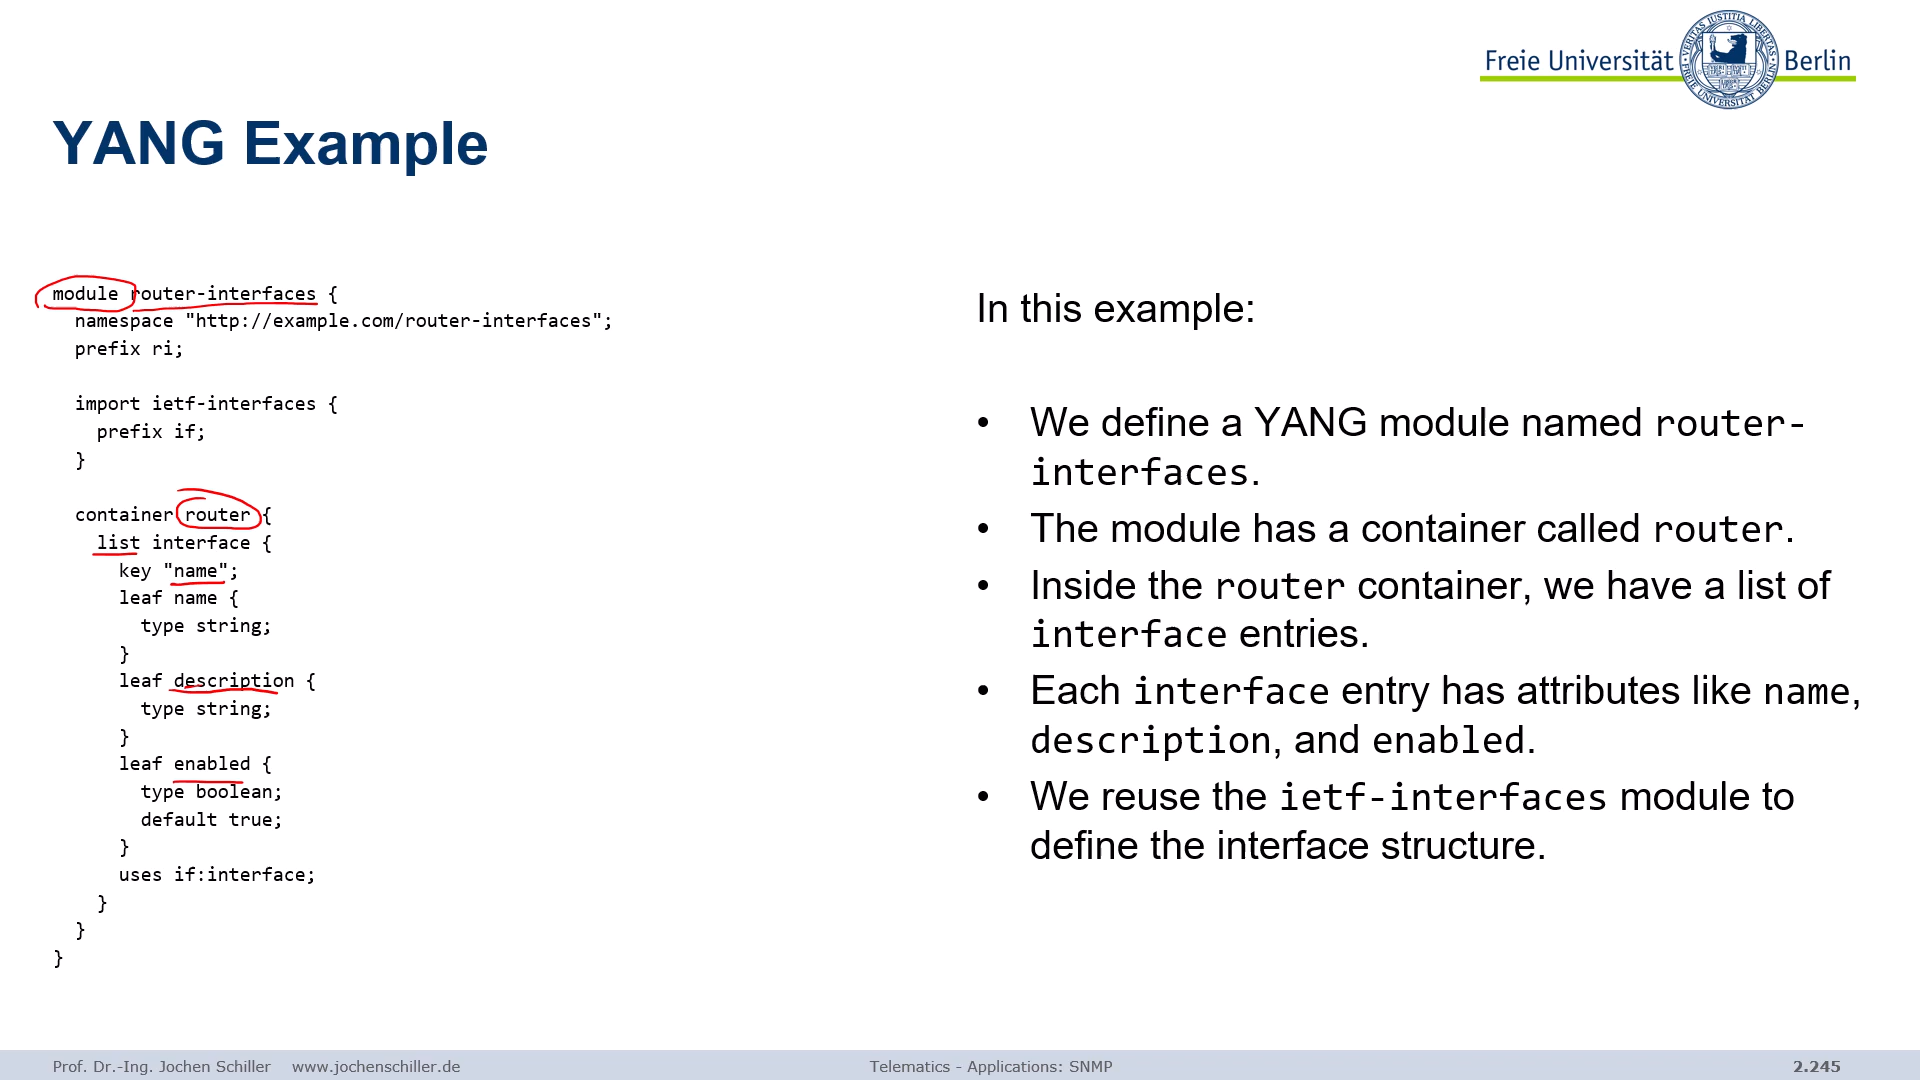 Freie Universität Berlin
YANG Example
module router-interfaces {
namespace "http://example.com/router-interfaces";
prefix ri;
import ietf-interfaces {
prefix if;
}
container router {
list interface {
key "name";
leaf name {
type string;
}
leaf description {
type string;
}
leaf enabled {
type boolean;
default true;
}
uses if:interface;
}
}
}
In this example:
• We define a YANG module named router-
interfaces.
• The module has a container called router.
• Inside the router container, we have a list of
interface entries.
• Each interface entry has attributes like name,
description, and enabled.
• We reuse the ietf-interfaces module to
define the interface structure.
Prof. Dr.-Ing. Jochen Schiller www.jochenschiller.de
Telematics - Applications: SNMP
2.245